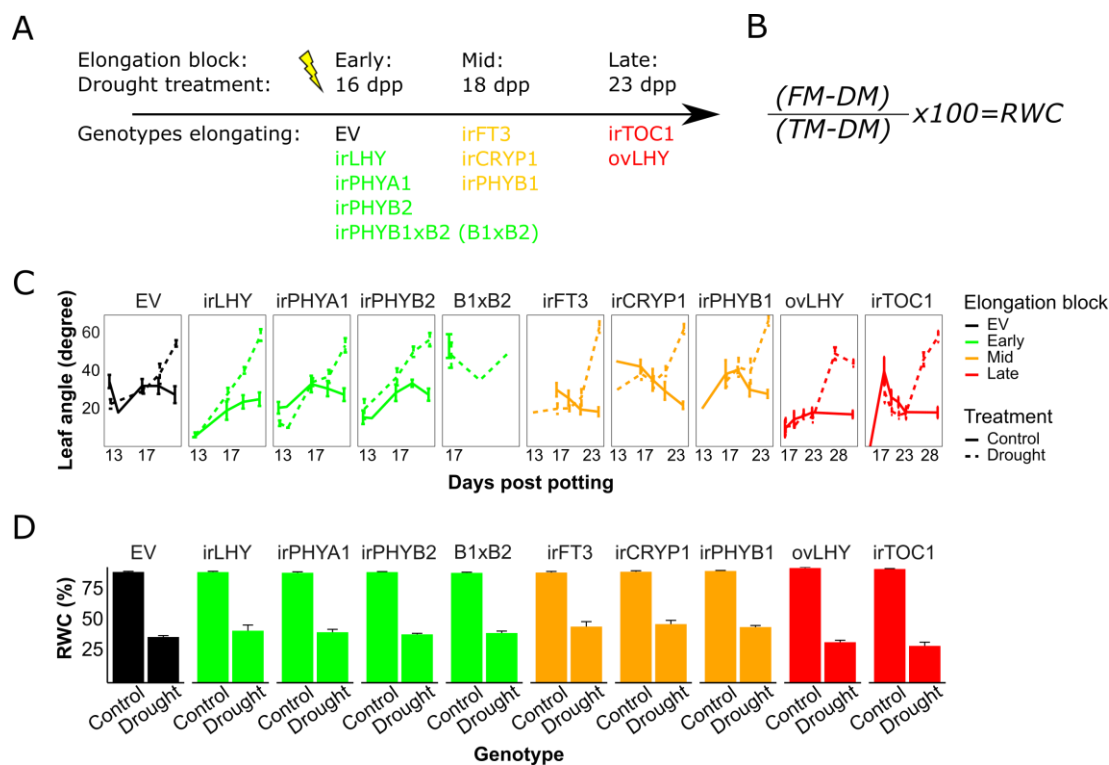 A
Elongation block: Early: Mid: Late:
Drought treatment: 16 dpp 18 dpp 23 dpp
Genotypes elongating: EV irFT3 irTOC1
irLHY irCRYP1 ovLHY
irPHYA1 irPHYB1
irPHYB2
irPHYB1xB2 (B1xB2)
B
(FM-DM)
(TM-DM)
x100=RWC
C
EV irLHY irPHYA1 irPHYB2 B1xB2 irFT3 irCRYP1 irPHYB1 ovLHY irTOC1
Leaf angle (degree)
60
40
20
13 17 13 17 13 17 13 17 17 13 17 23 13 17 23 13 17 23 17 23 28 17 23 28
Days post potting
Elongation block
EV
Early
Mid
Late
Treatment
Control
Drought
D
EV irLHY irPHYA1 irPHYB2 B1xB2 irFT3 irCRYP1 irPHYB1 ovLHY irTOC1
RWC (%)
75
50
25
Control Drought Control Drought Control Drought Control Drought Control Drought Control Drought Control Drought Control Drought Control Drought Control Drought
Genotype